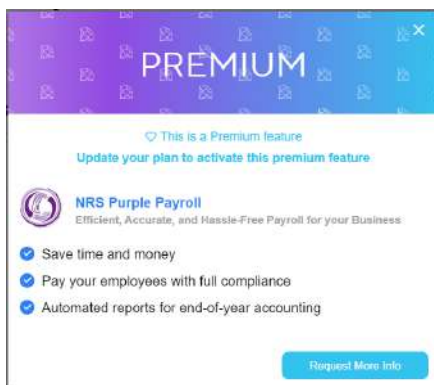 PREMIUM
This is a Premium feature
Update your plan to activate this premium feature
NRS Purple Payroll
Efficient, Accurate, and Hassle-Free Payroll for your Business
Save time and money
Pay your employees with full compliance
Automated reports for end-of-year accounting
Request More Info